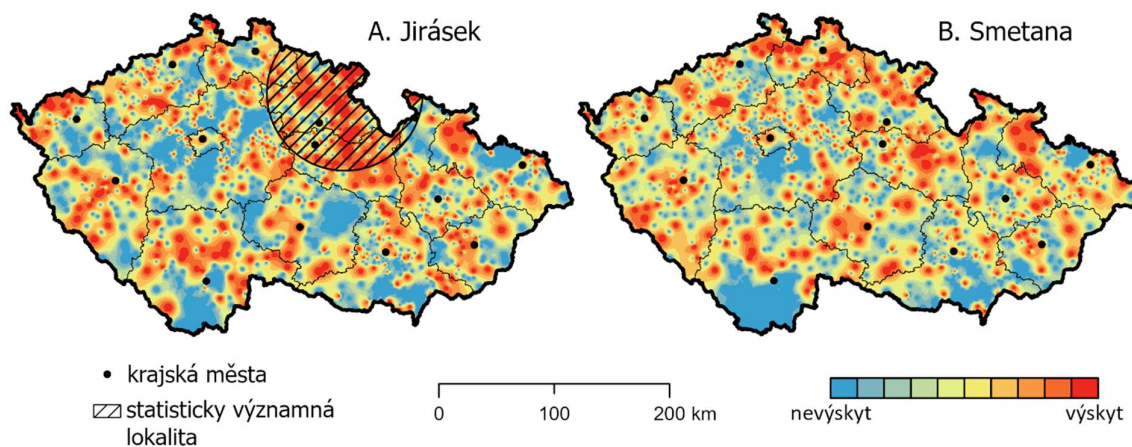 A. Jirásek
B. Smetana
krajská města
statisticky významná
lokalita
0 100 200 km
nevýskyt výskyt